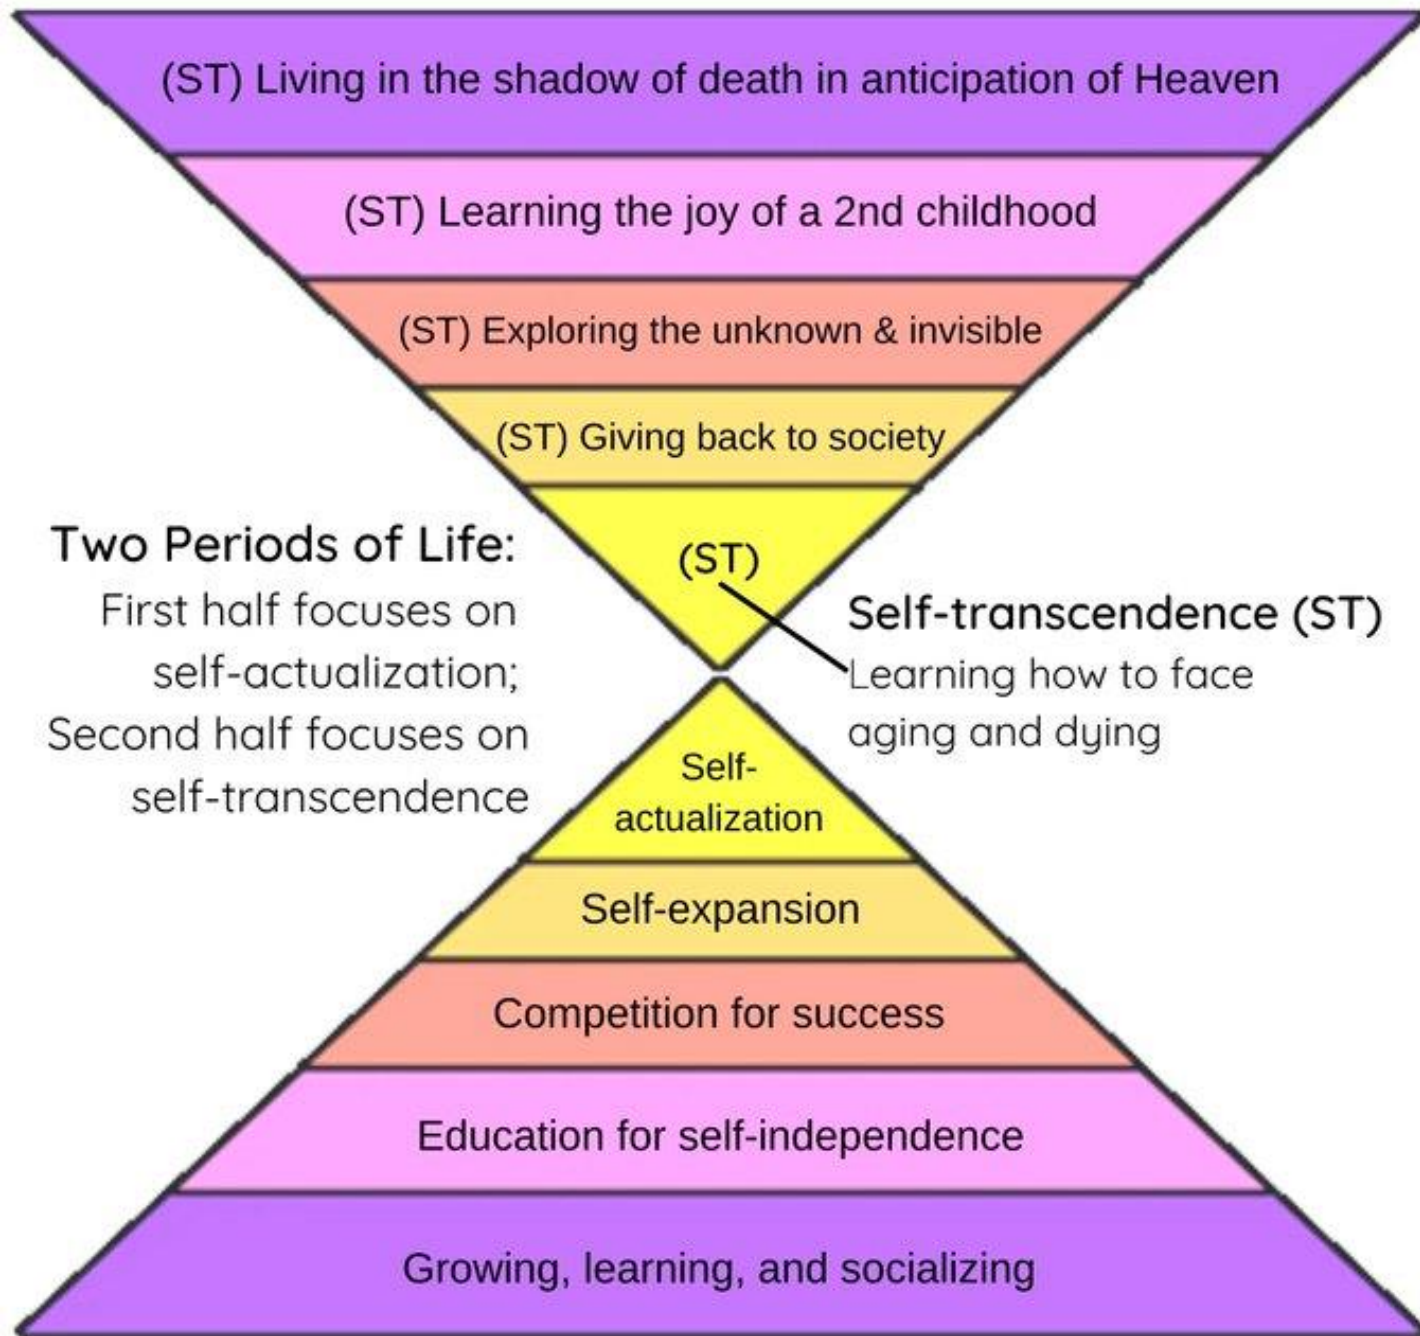 (ST) Living in the shadow of death in anticipation of Heaven
(ST) Learning the joy of a 2nd childhood
(ST) Exploring the unknown & invisible
(ST) Giving back to society
(ST)
Two Periods of Life:
First half focuses on
self-actualization;
Second half focuses on
self-transcendence
Self-transcendence (ST)
Learning how to face
aging and dying
Self-
actualization
Self-expansion
Competition for success
Education for self-independence
Growing, learning, and socializing